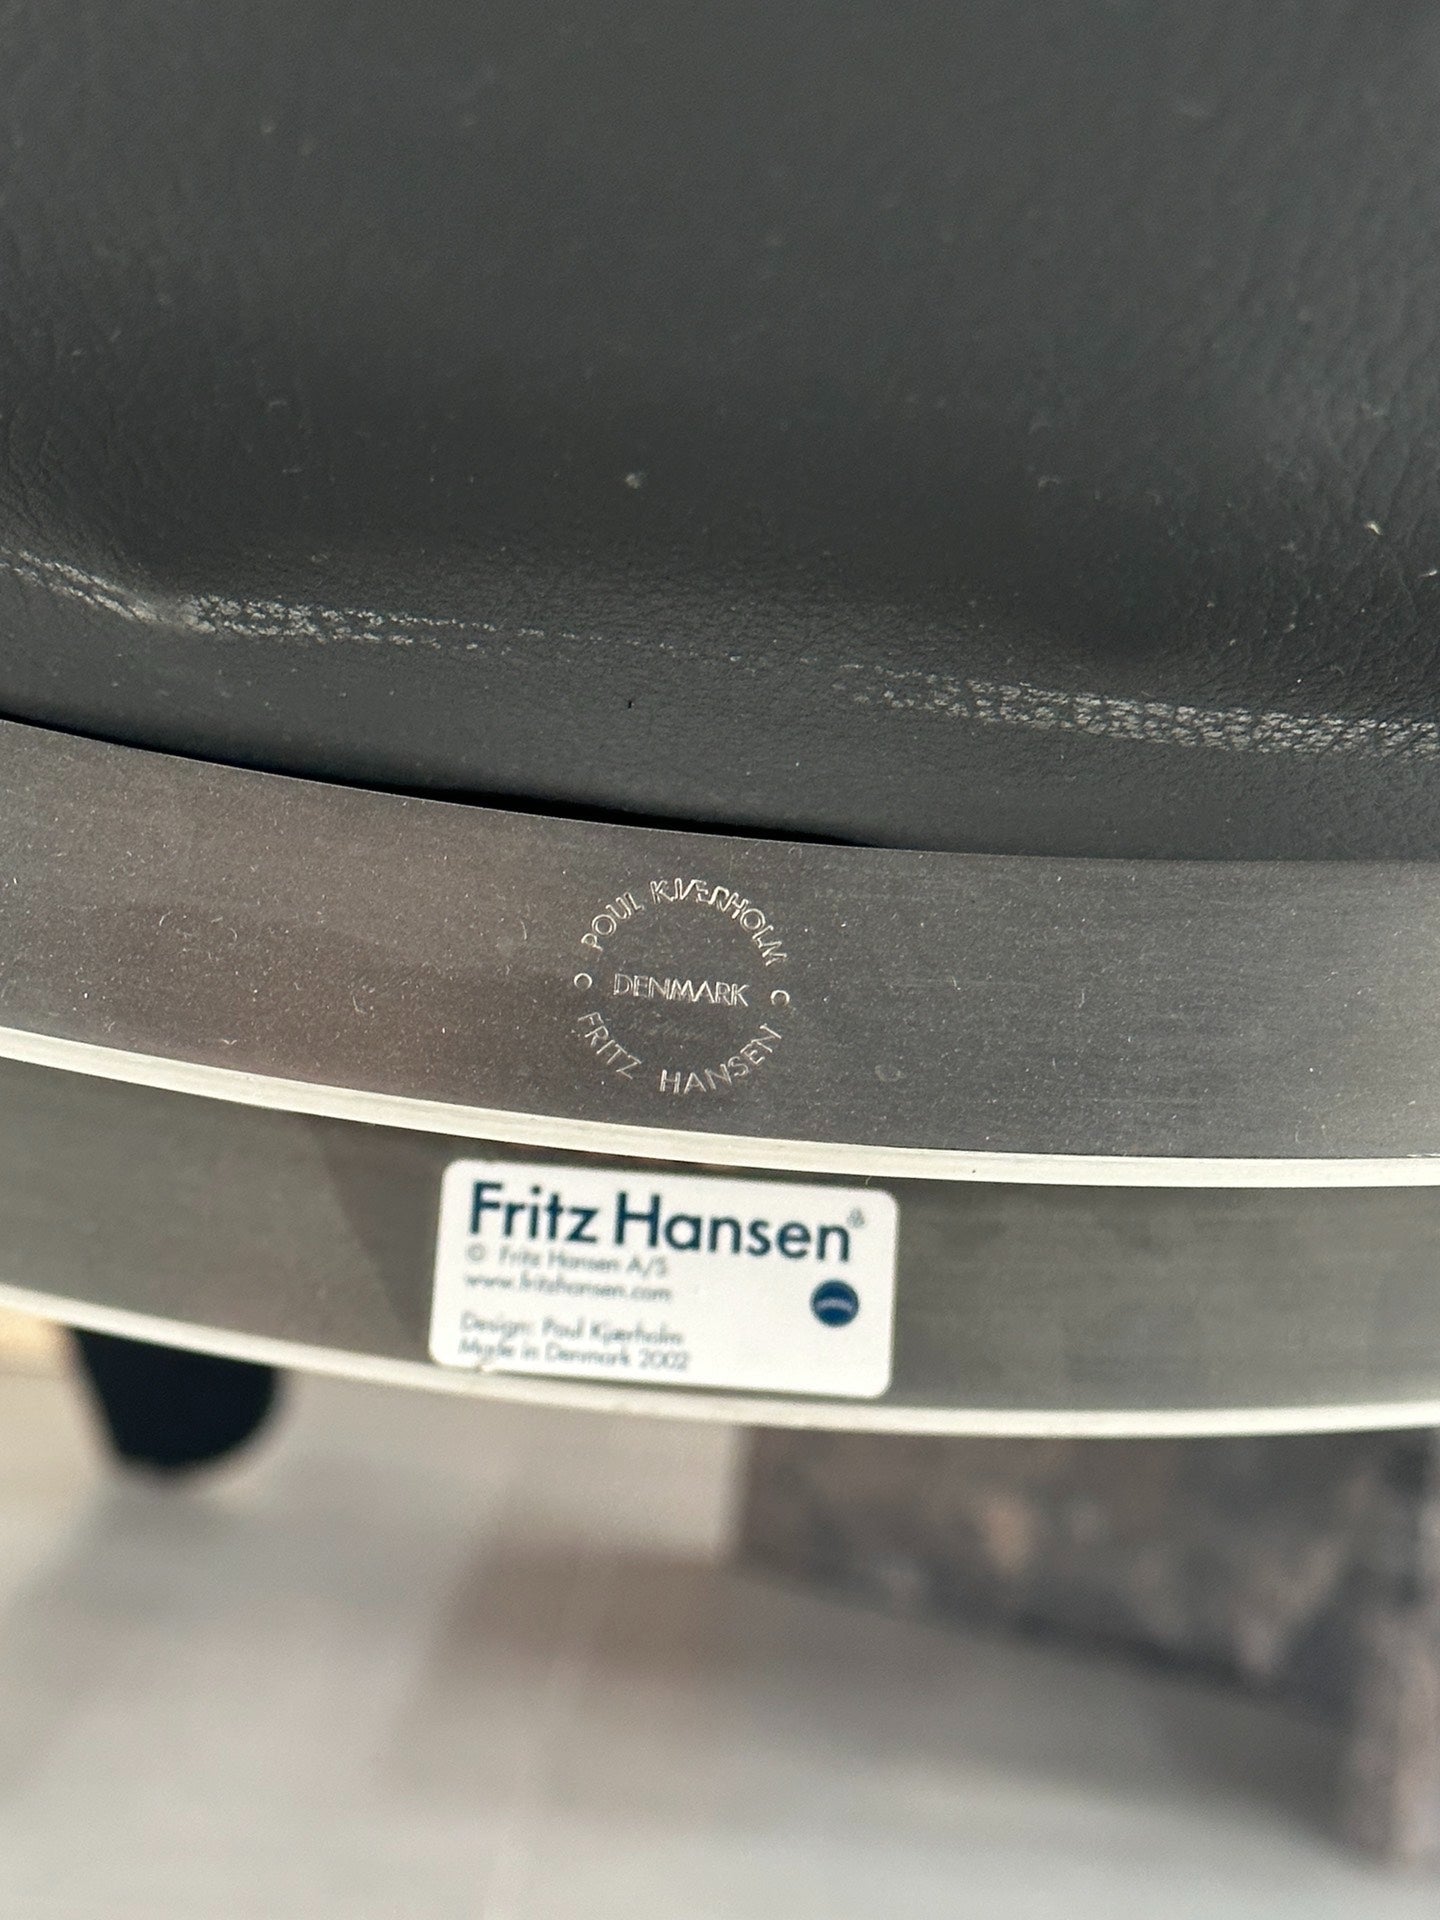 POUL KJÆRHOLM
DENMARK
FRITZ HANSEN
Fritz Hansen®
© Fritz Hansen A/S
www.fritzhansen.com
Design: Poul Kjærholm
Made in Denmark 2002